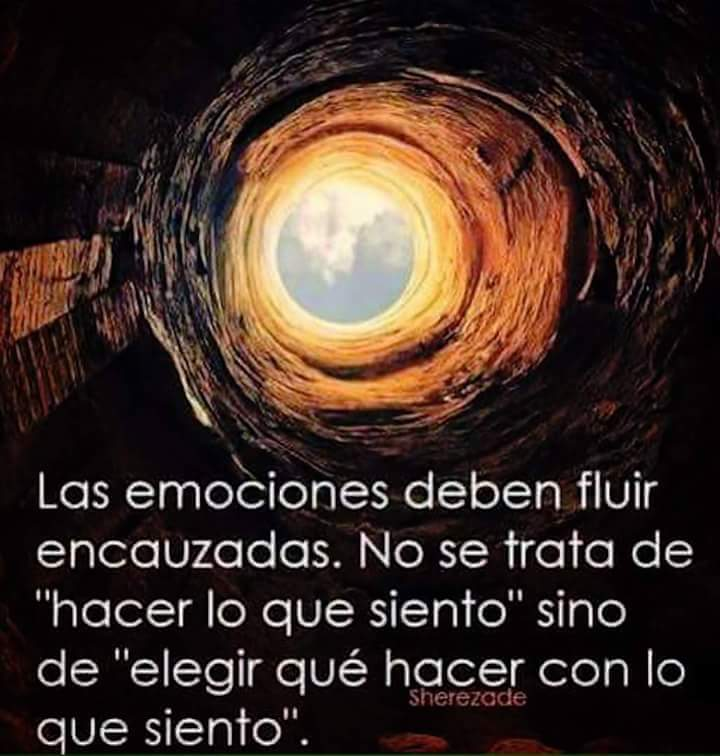 Las emociones deben fluir
encauzadas. No se trata de
"hacer lo que siento" sino
de "elegir qué hacer con lo
Sherezade
que siento".